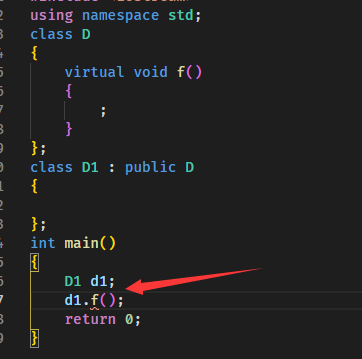 using namespace std;
class D
{
virtual void f()
{
;
}
};
class D1 : public D
{
};
int main()
{
D1 d1;
d1.f();
return 0;
}